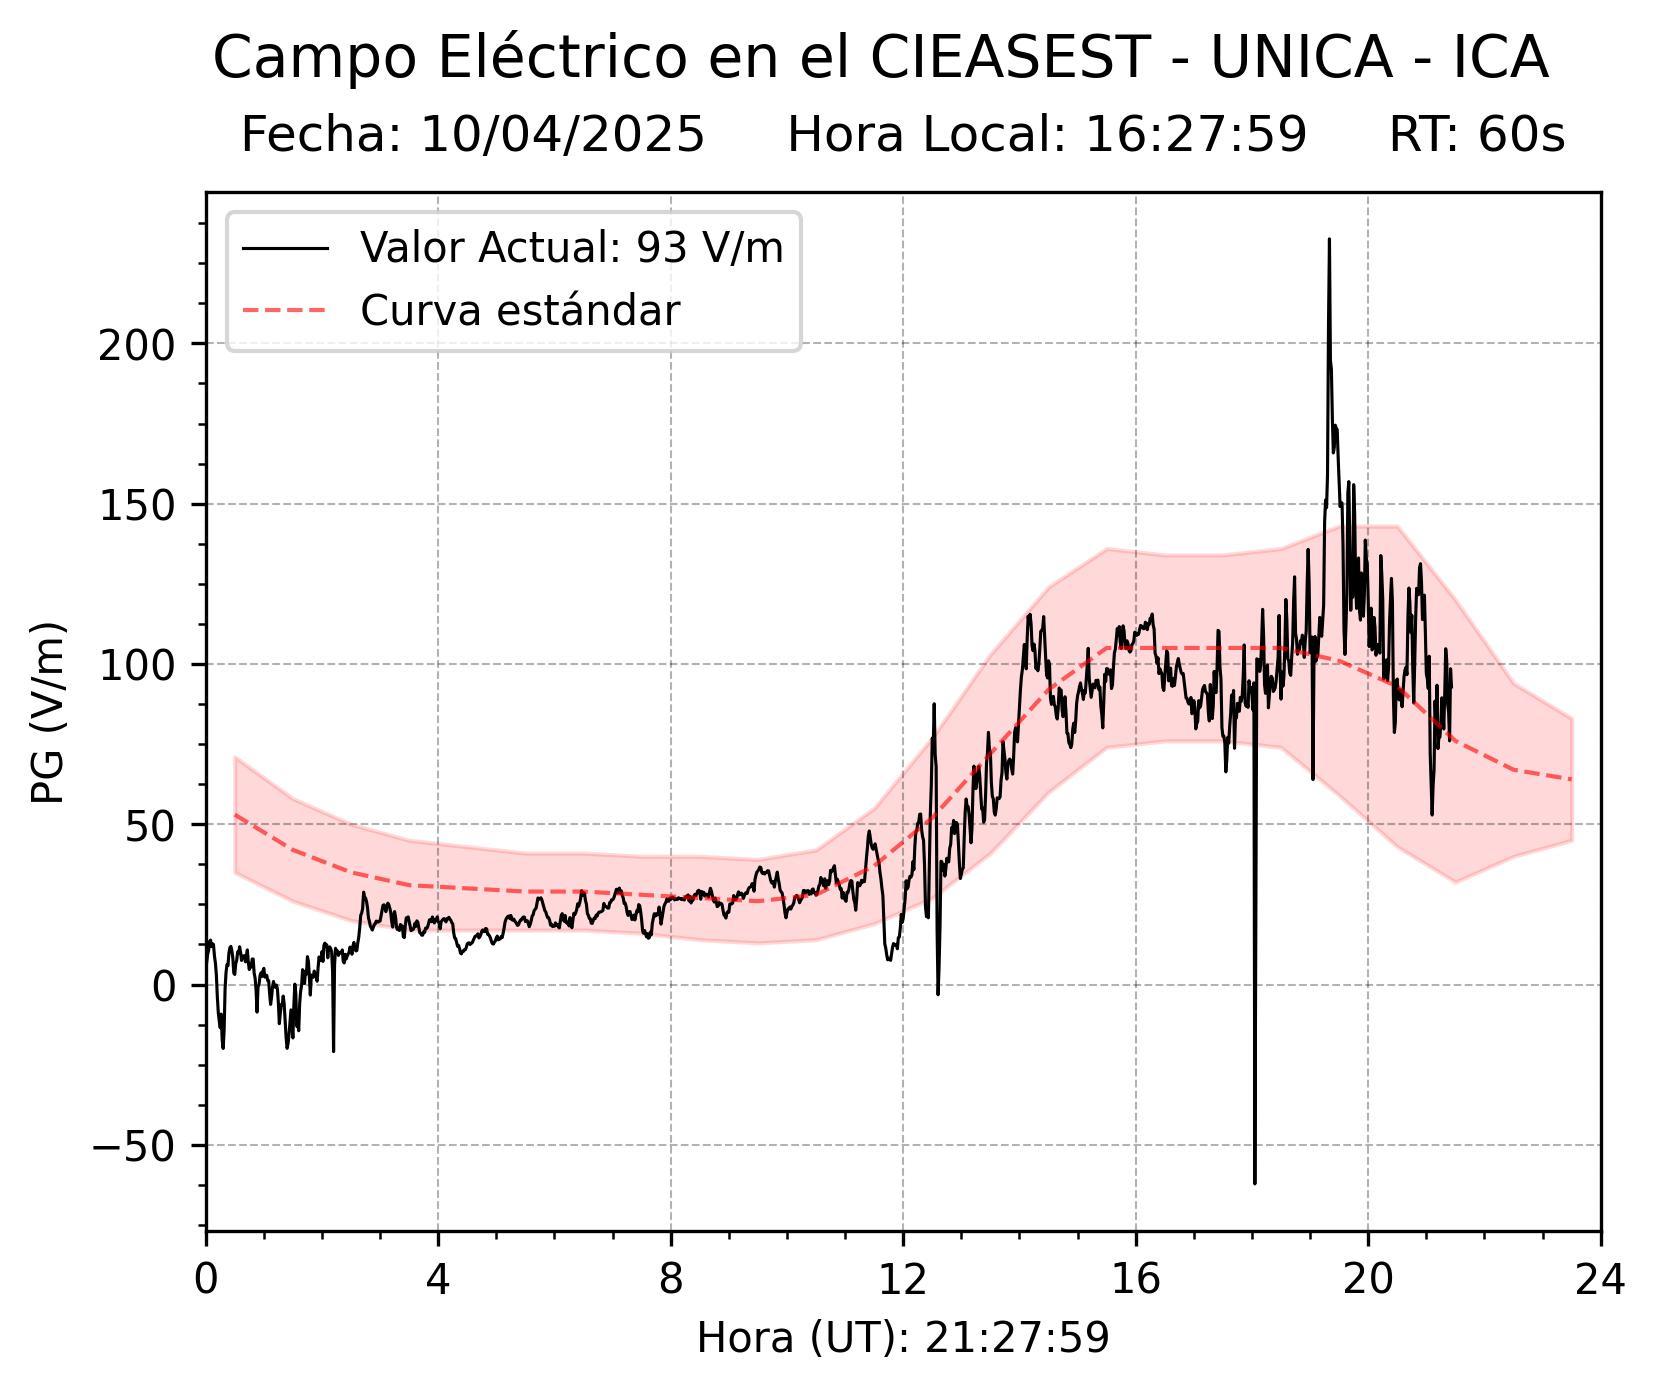 Campo Eléctrico en el CIEASEST - UNICA - ICA
Fecha: 10/04/2025 Hora Local: 16:27:59 RT: 60s
Valor Actual: 93 V/m
Curva estándar
PG (V/m)
200
150
100
50
0
−50
0 4 8 12 16 20 24
Hora (UT): 21:27:59